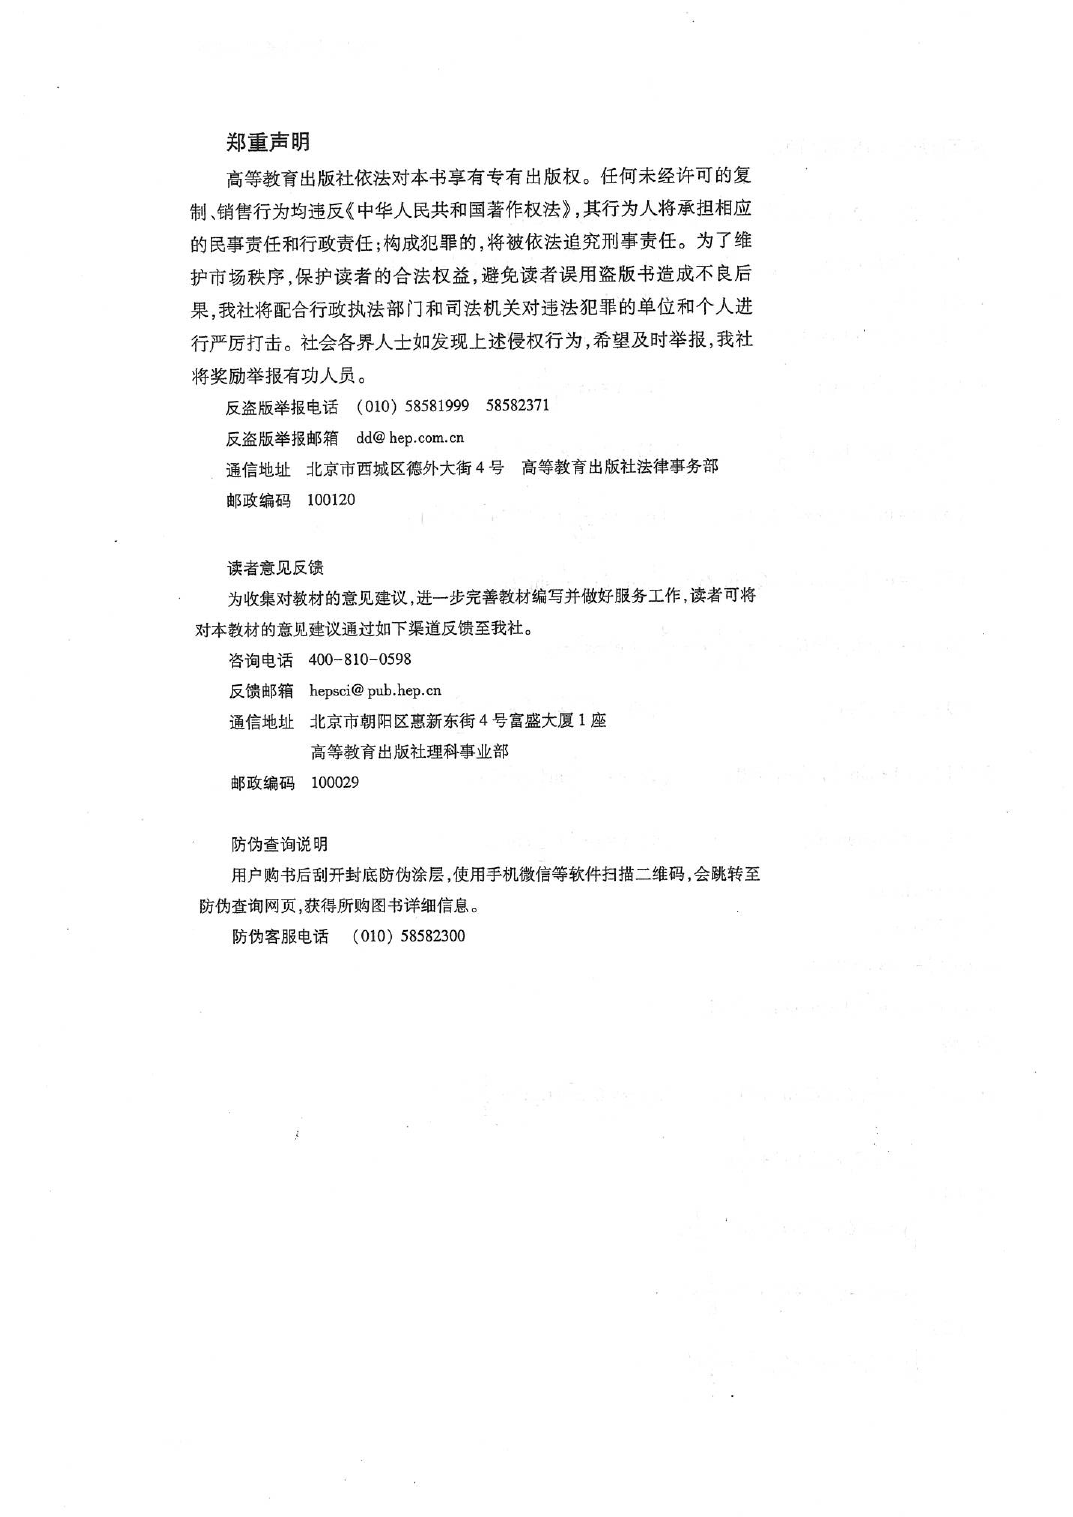 郑重声明
高等教育出版社依法对本书享有专有出版权。任何未经许可的复
制、销售行为均违反《中华人民共和国著作权法》,其行为人将承担相应
的民事责任和行政责任;构成犯罪的,将被依法追究刑事责任。为了维
护市场秩序,保护读者的合法权益,避免读者误用盗版书造成不良后
果,我社将配合行政执法部门和司法机关对违法犯罪的单位和个人进
行严厉打击。社会各界人士如发现上述侵权行为,希望及时举报,我社
将奖励举报有功人员。
反盗版举报电话 (010) 58581999 58582371
反盗版举报邮箱 dd@hep.com.cn
通信地址 北京市西城区德外大街4号 高等教育出版社法律事务部
邮政编码 100120
读者意见反馈
为收集对教材的意见建议,进一步完善教材编写并做好服务工作,读者可将
对本教材的意见建议通过如下渠道反馈至我社。
咨询电话 400-810-0598
反馈邮箱 hepsci@pub.hep.cn
通信地址 北京市朝阳区惠新东街4号富盛大厦1座
高等教育出版社理科事业部
邮政编码 100029
防伪查询说明
用户购书后刮开封底防伪涂层,使用手机微信等软件扫描二维码,会跳转至
防伪查询网页,获得所购图书详细信息。
防伪客服电话 (010) 58582300